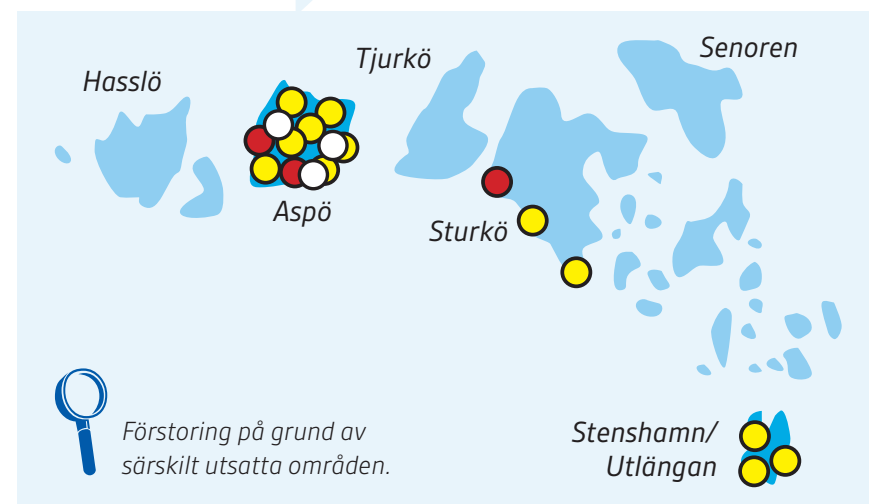 Senoren
Tjurkö
Hasslö
Aspö
Sturkö
Förstoring på grund av
särskilt utsatta områden.
Stenshamn/
Utlängan